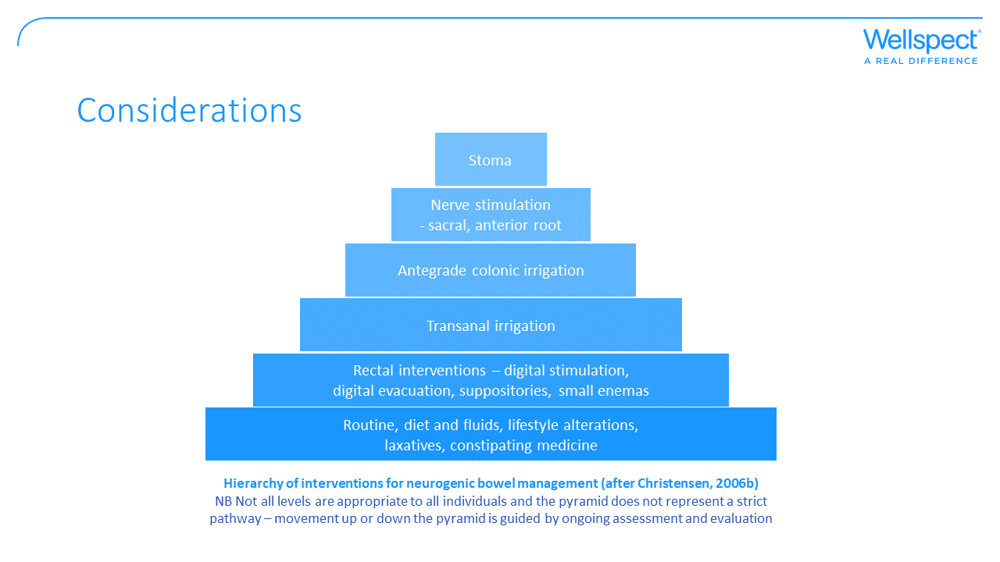 Wellspect®
A REAL DIFFERENCE
Considerations
Stoma
Nerve stimulation
- sacral, anterior root
Antegrade colonic irrigation
Transanal irrigation
Rectal interventions – digital stimulation,
digital evacuation, suppositories, small enemas
Routine, diet and fluids, lifestyle alterations,
laxatives, constipating medicine
Hierarchy of interventions for neurogenic bowel management (after Christensen, 2006b)
NB Not all levels are appropriate to all individuals and the pyramid does not represent a strict
pathway – movement up or down the pyramid is guided by ongoing assessment and evaluation